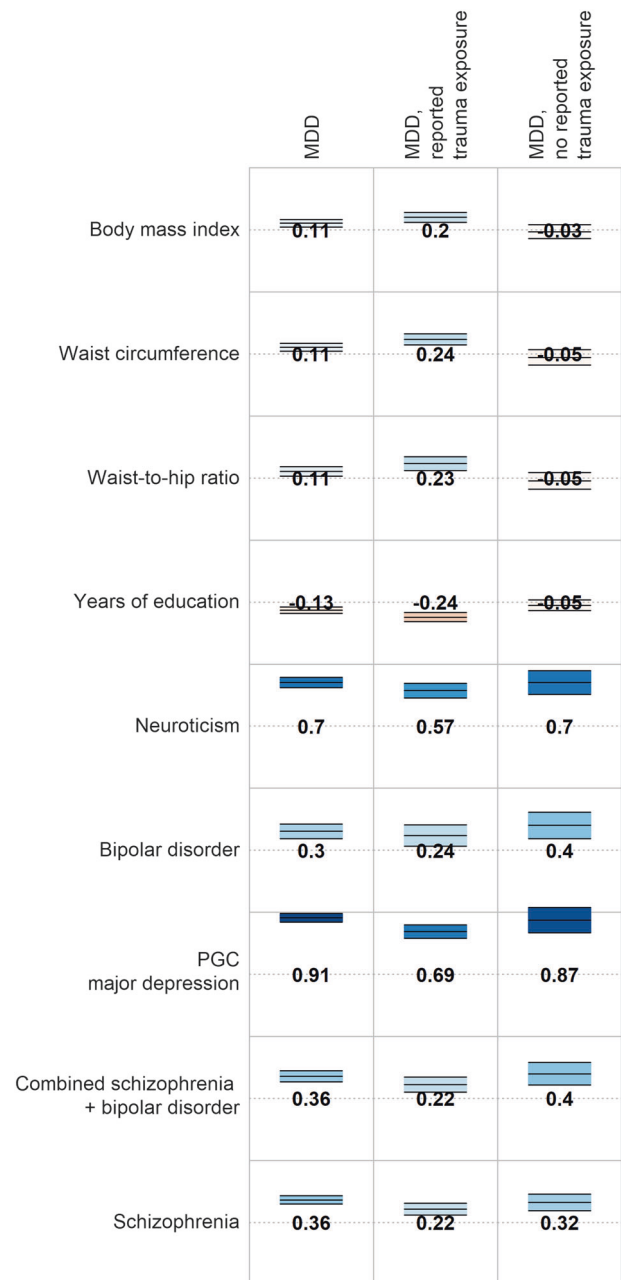 MDD
MDD,
reported
trauma exposure
MDD,
no reported
trauma exposure
Body mass index
0.11
0.2
-0.03
Waist circumference
0.11
0.24
-0.05
Waist-to-hip ratio
0.11
0.23
-0.05
Years of education
-0.13
-0.24
-0.05
Neuroticism
0.7
0.57
0.7
Bipolar disorder
0.3
0.24
0.4
PGC
major depression
0.91
0.69
0.87
Combined schizophrenia
+ bipolar disorder
0.36
0.22
0.4
Schizophrenia
0.36
0.22
0.32